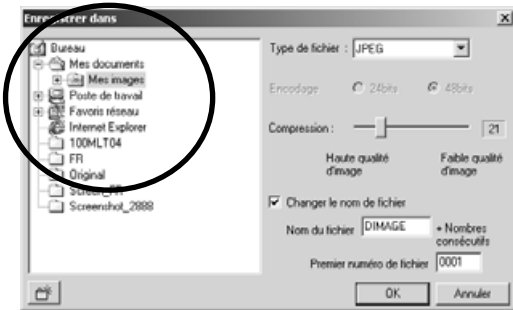 Enregistrer dans
Bureau
Mes documents
Mes images
Poste de travail
Favoris réseau
Internet Explorer
100MLT04
FR
Original
Screen_FR
Screenshot_2888
Type de fichier : JPEG
Encodage 24bits 48bits
Compression : 21
Haute qualité d'image
Faible qualité d'image
Changer le nom de fichier
Nom du fichier DIMAGE + Nombres consécutifs
Premier numéro de fichier 0001
OK Annuler